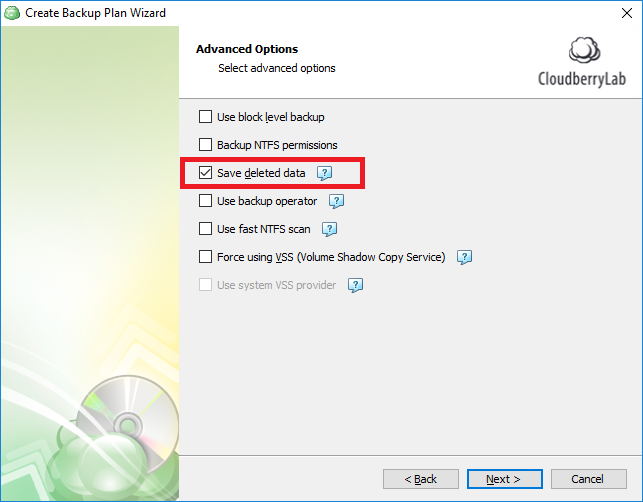 Create Backup Plan Wizard
Advanced Options
Select advanced options
CloudberryLab
Use block level backup
Backup NTFS permissions
Save deleted data ?
Use backup operator ?
Use fast NTFS scan ?
Force using VSS (Volume Shadow Copy Service) ?
Use system VSS provider ?
< Back
Next >
Cancel